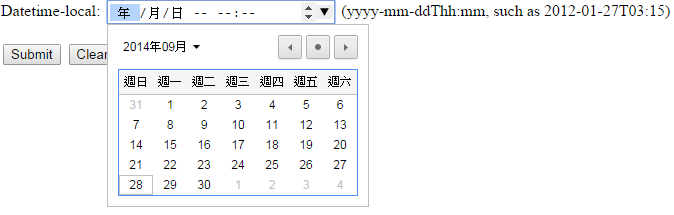 Datetime-local: 年/月/日 -- --:-- (yyyy-mm-ddThh:mm, such as 2012-01-27T03:15)
2014年09月
Submit Clear
週日 週一 週二 週三 週四 週五 週六
31 1 2 3 4 5 6
7 8 9 10 11 12 13
14 15 16 17 18 19 20
21 22 23 24 25 26 27
28 29 30 1 2 3 4